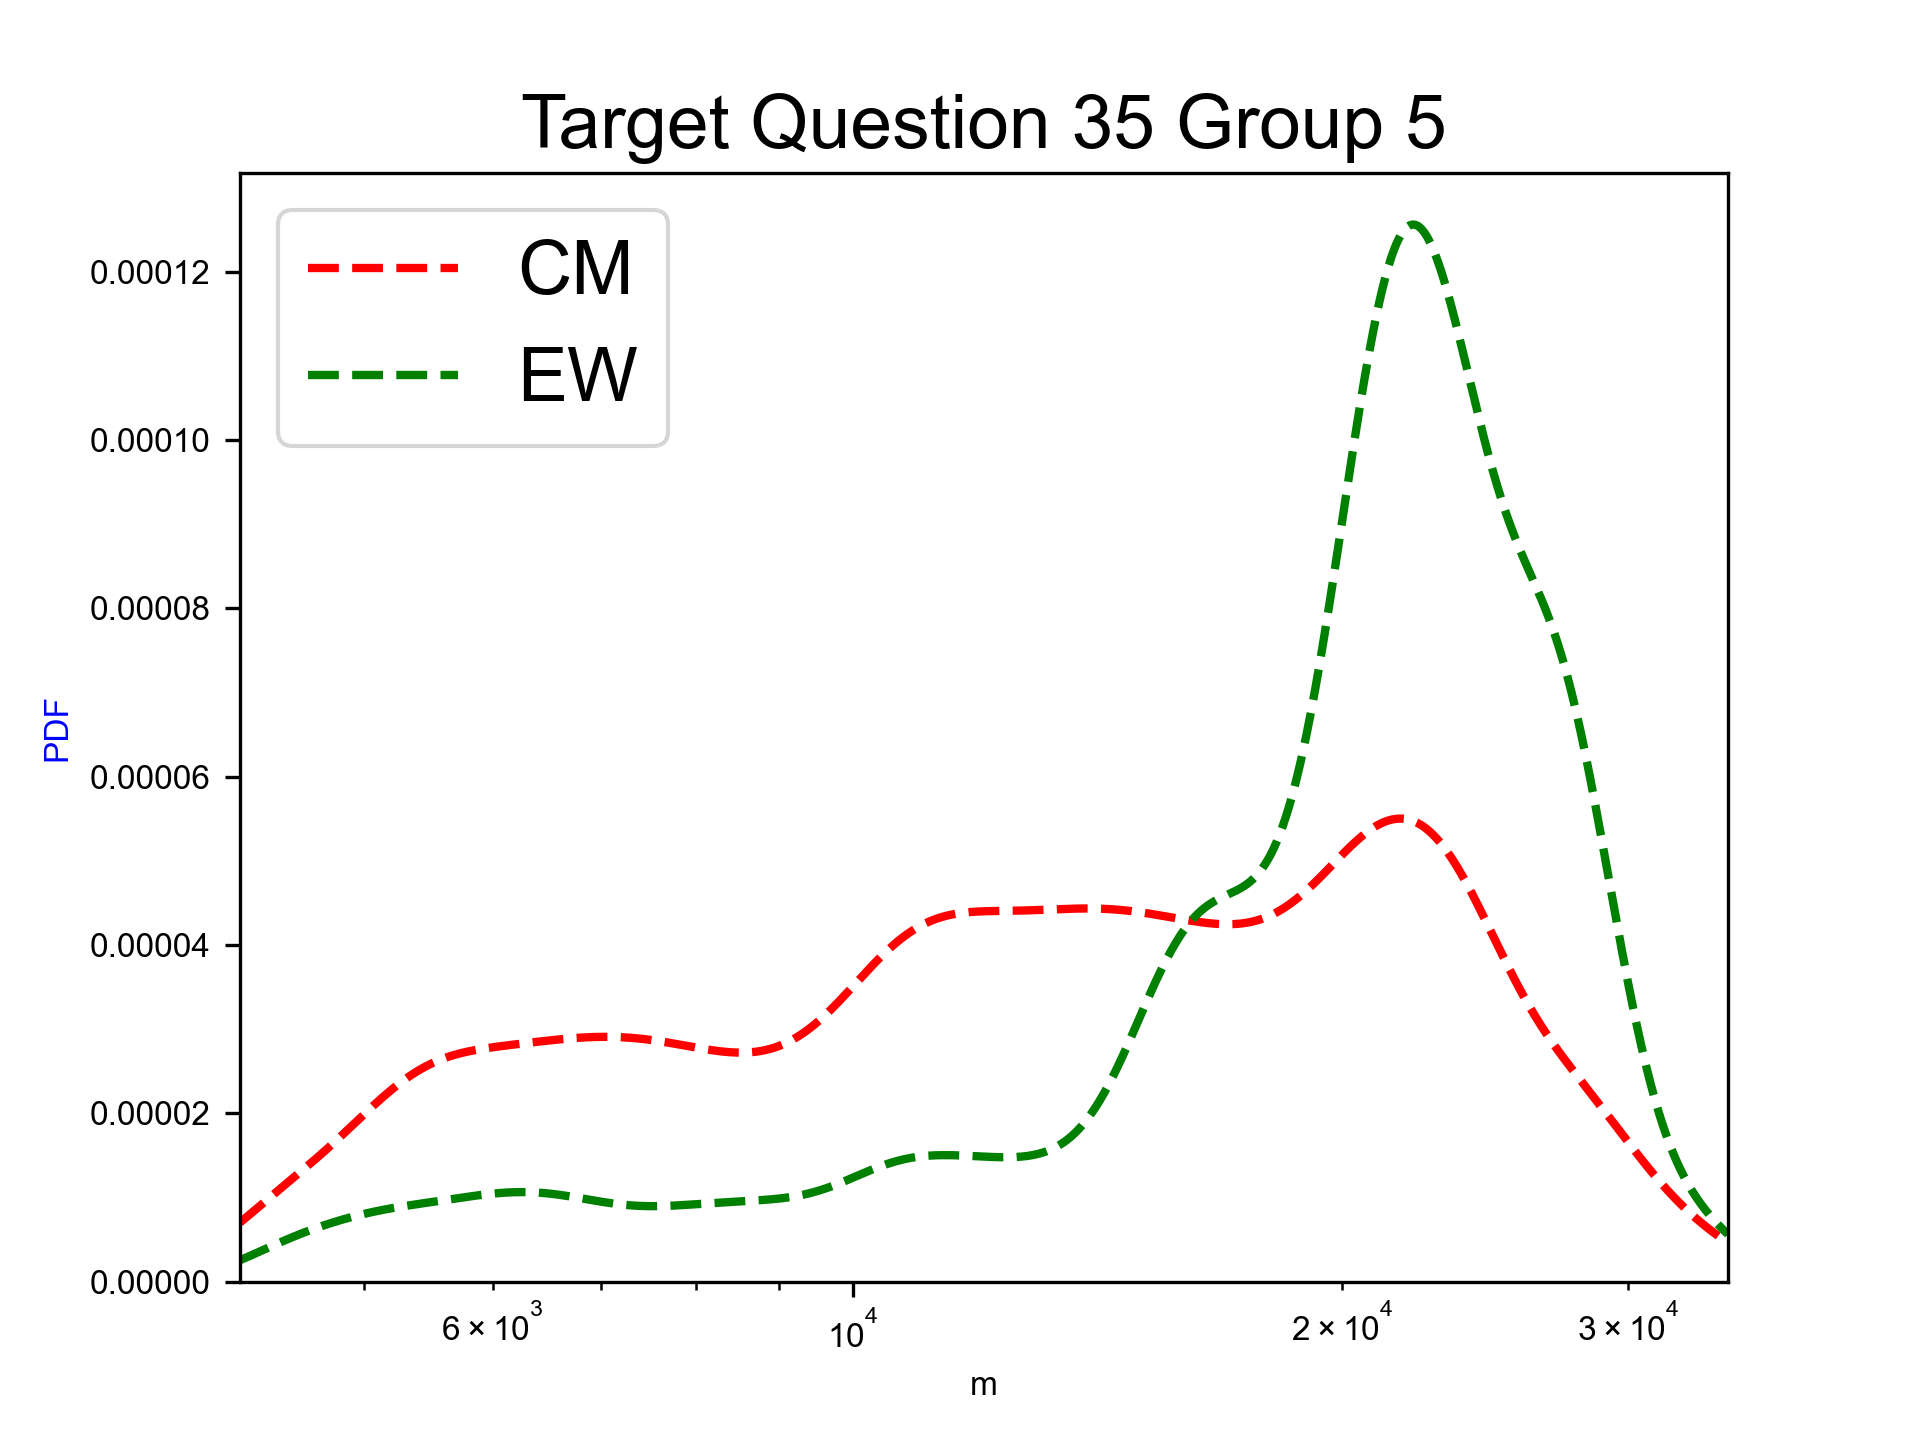 Target Question 35 Group 5
CM
EW
0.00012
0.00010
0.00008
0.00006
0.00004
0.00002
0.00000
PDF
6 × 10³
10⁴
2 × 10⁴
3 × 10⁴
m